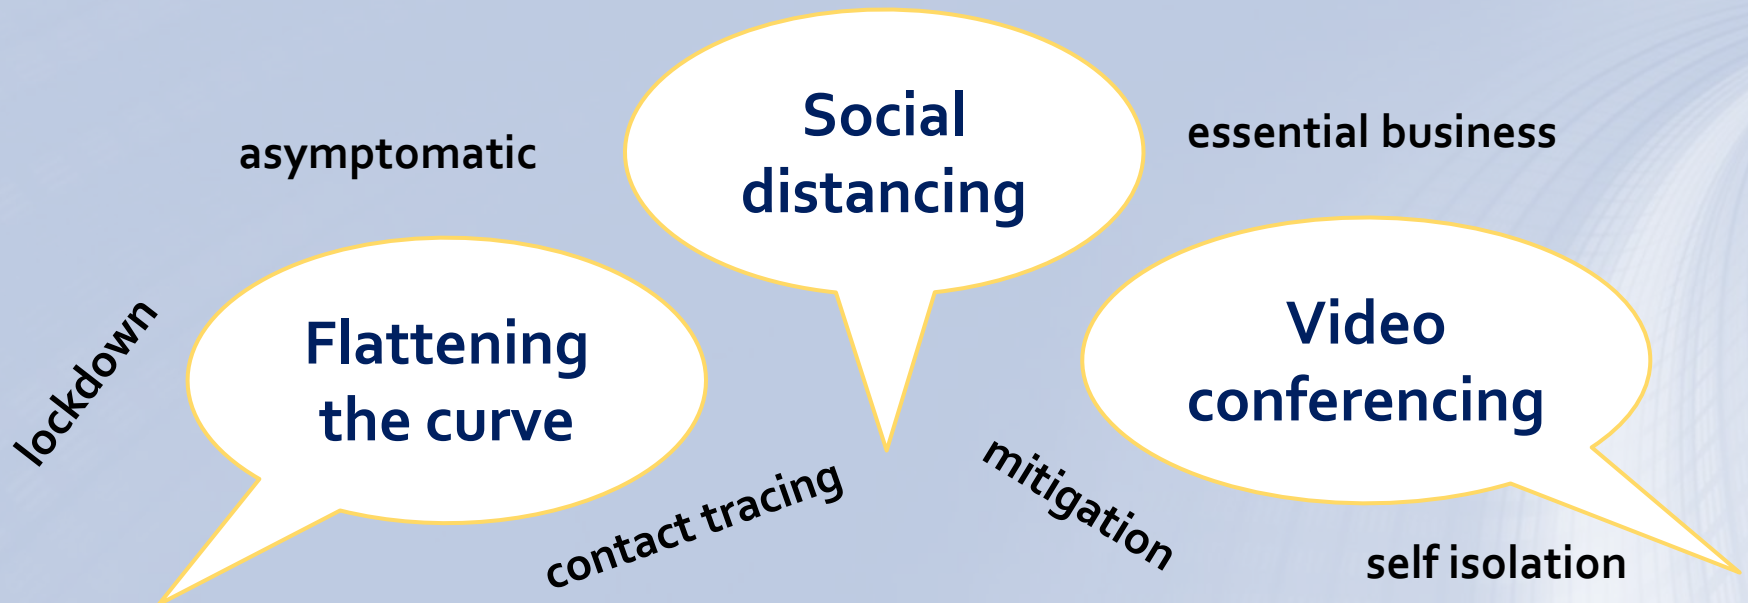 asymptomatic
Social
distancing
essential business
lockdown
Flattening
the curve
Video
conferencing
contact tracing
mitigation
self isolation